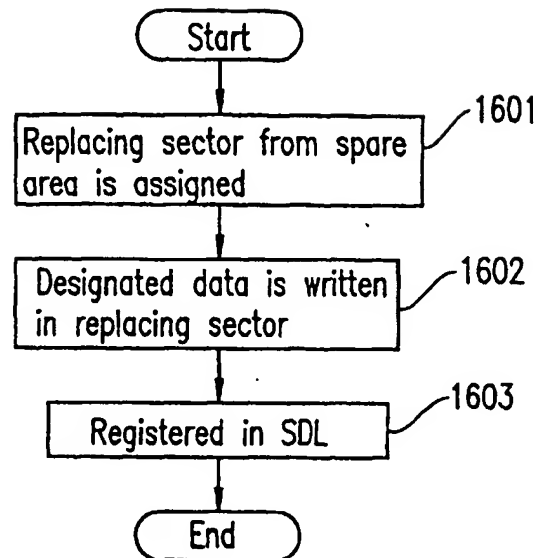 Start
1601
Replacing sector from spare
area is assigned
1602
Designated data is written
in replacing sector
1603
Registered in SDL
End